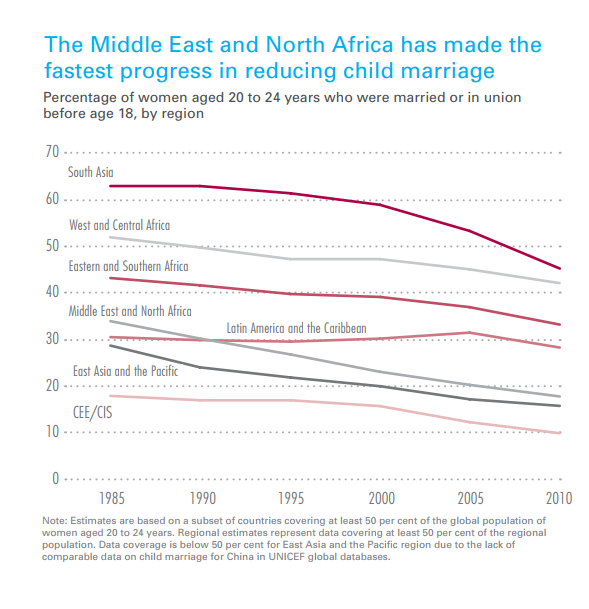 The Middle East and North Africa has made the
fastest progress in reducing child marriage
Percentage of women aged 20 to 24 years who were married or in union
before age 18, by region
70
South Asia
60
West and Central Africa
50
Eastern and Southern Africa
40
Middle East and North Africa
Latin America and the Caribbean
30
East Asia and the Pacific
20
CEE/CIS
10
0
1985 1990 1995 2000 2005 2010
Note: Estimates are based on a subset of countries covering at least 50 per cent of the global population of
women aged 20 to 24 years. Regional estimates represent data covering at least 50 per cent of the regional
population. Data coverage is below 50 per cent for East Asia and the Pacific region due to the lack of
comparable data on child marriage for China in UNICEF global databases.